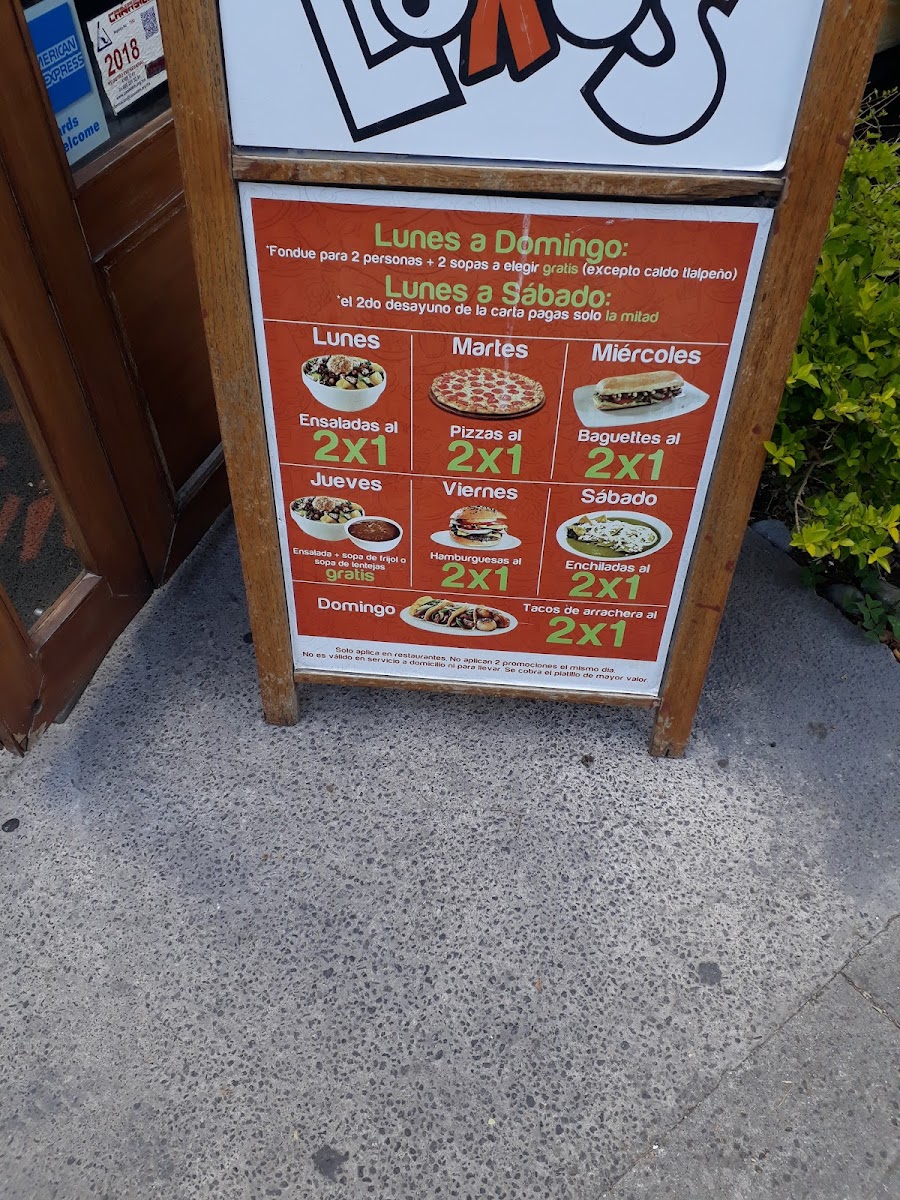 AMERICAN
EXPRESS
Cards
Welcome
2018
Lunes a Domingo:
*Fondue para 2 personas + 2 sopas a elegir gratis (excepto caldo tlalpeño)
Lunes a Sábado:
*el 2do desayuno de la carta pagas solo la mitad
Lunes
Ensaladas al
2x1
Martes
Pizzas al
2x1
Miércoles
Baguettes al
2x1
Jueves
Ensalada + sopa de frijol o
sopa de lentejas
gratis
Viernes
Hamburguesas al
2x1
Sábado
Enchiladas al
2x1
Domingo
Tacos de arrachera al
2x1
Solo aplica en restaurantes. No aplican 2 promociones el mismo día.
No es válido en servicio a domicilio ni para llevar. Se cobra el platillo de mayor valor.